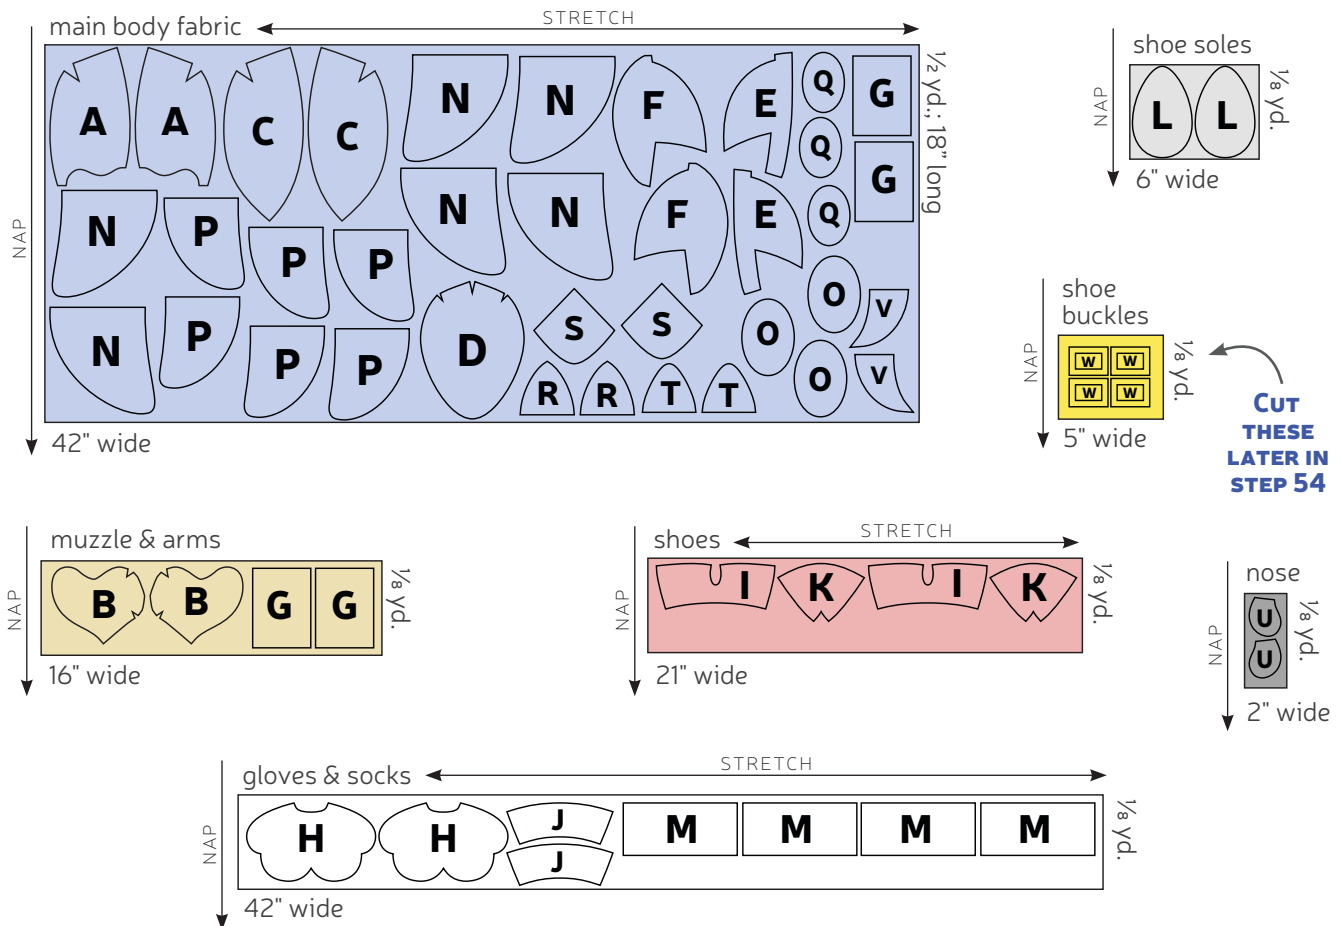 main body fabric
STRETCH
NAP
A A C C N N F E Q G
Q G
N P P P N N F E Q
N P P P D S S O O V
R R T T O V
½ yd.; 18" long
42" wide
shoe soles
NAP
L L
⅛ yd.
6" wide
shoe
buckles
NAP
W W
W W
⅛ yd.
5" wide
CUT
THESE
LATER IN
STEP 54
muzzle & arms
NAP
B B G G
⅛ yd.
16" wide
shoes
STRETCH
NAP
I K I K
⅛ yd.
21" wide
nose
NAP
U
U
⅛ yd.
2" wide
gloves & socks
STRETCH
NAP
H H J M M M M
J
⅛ yd.
42" wide